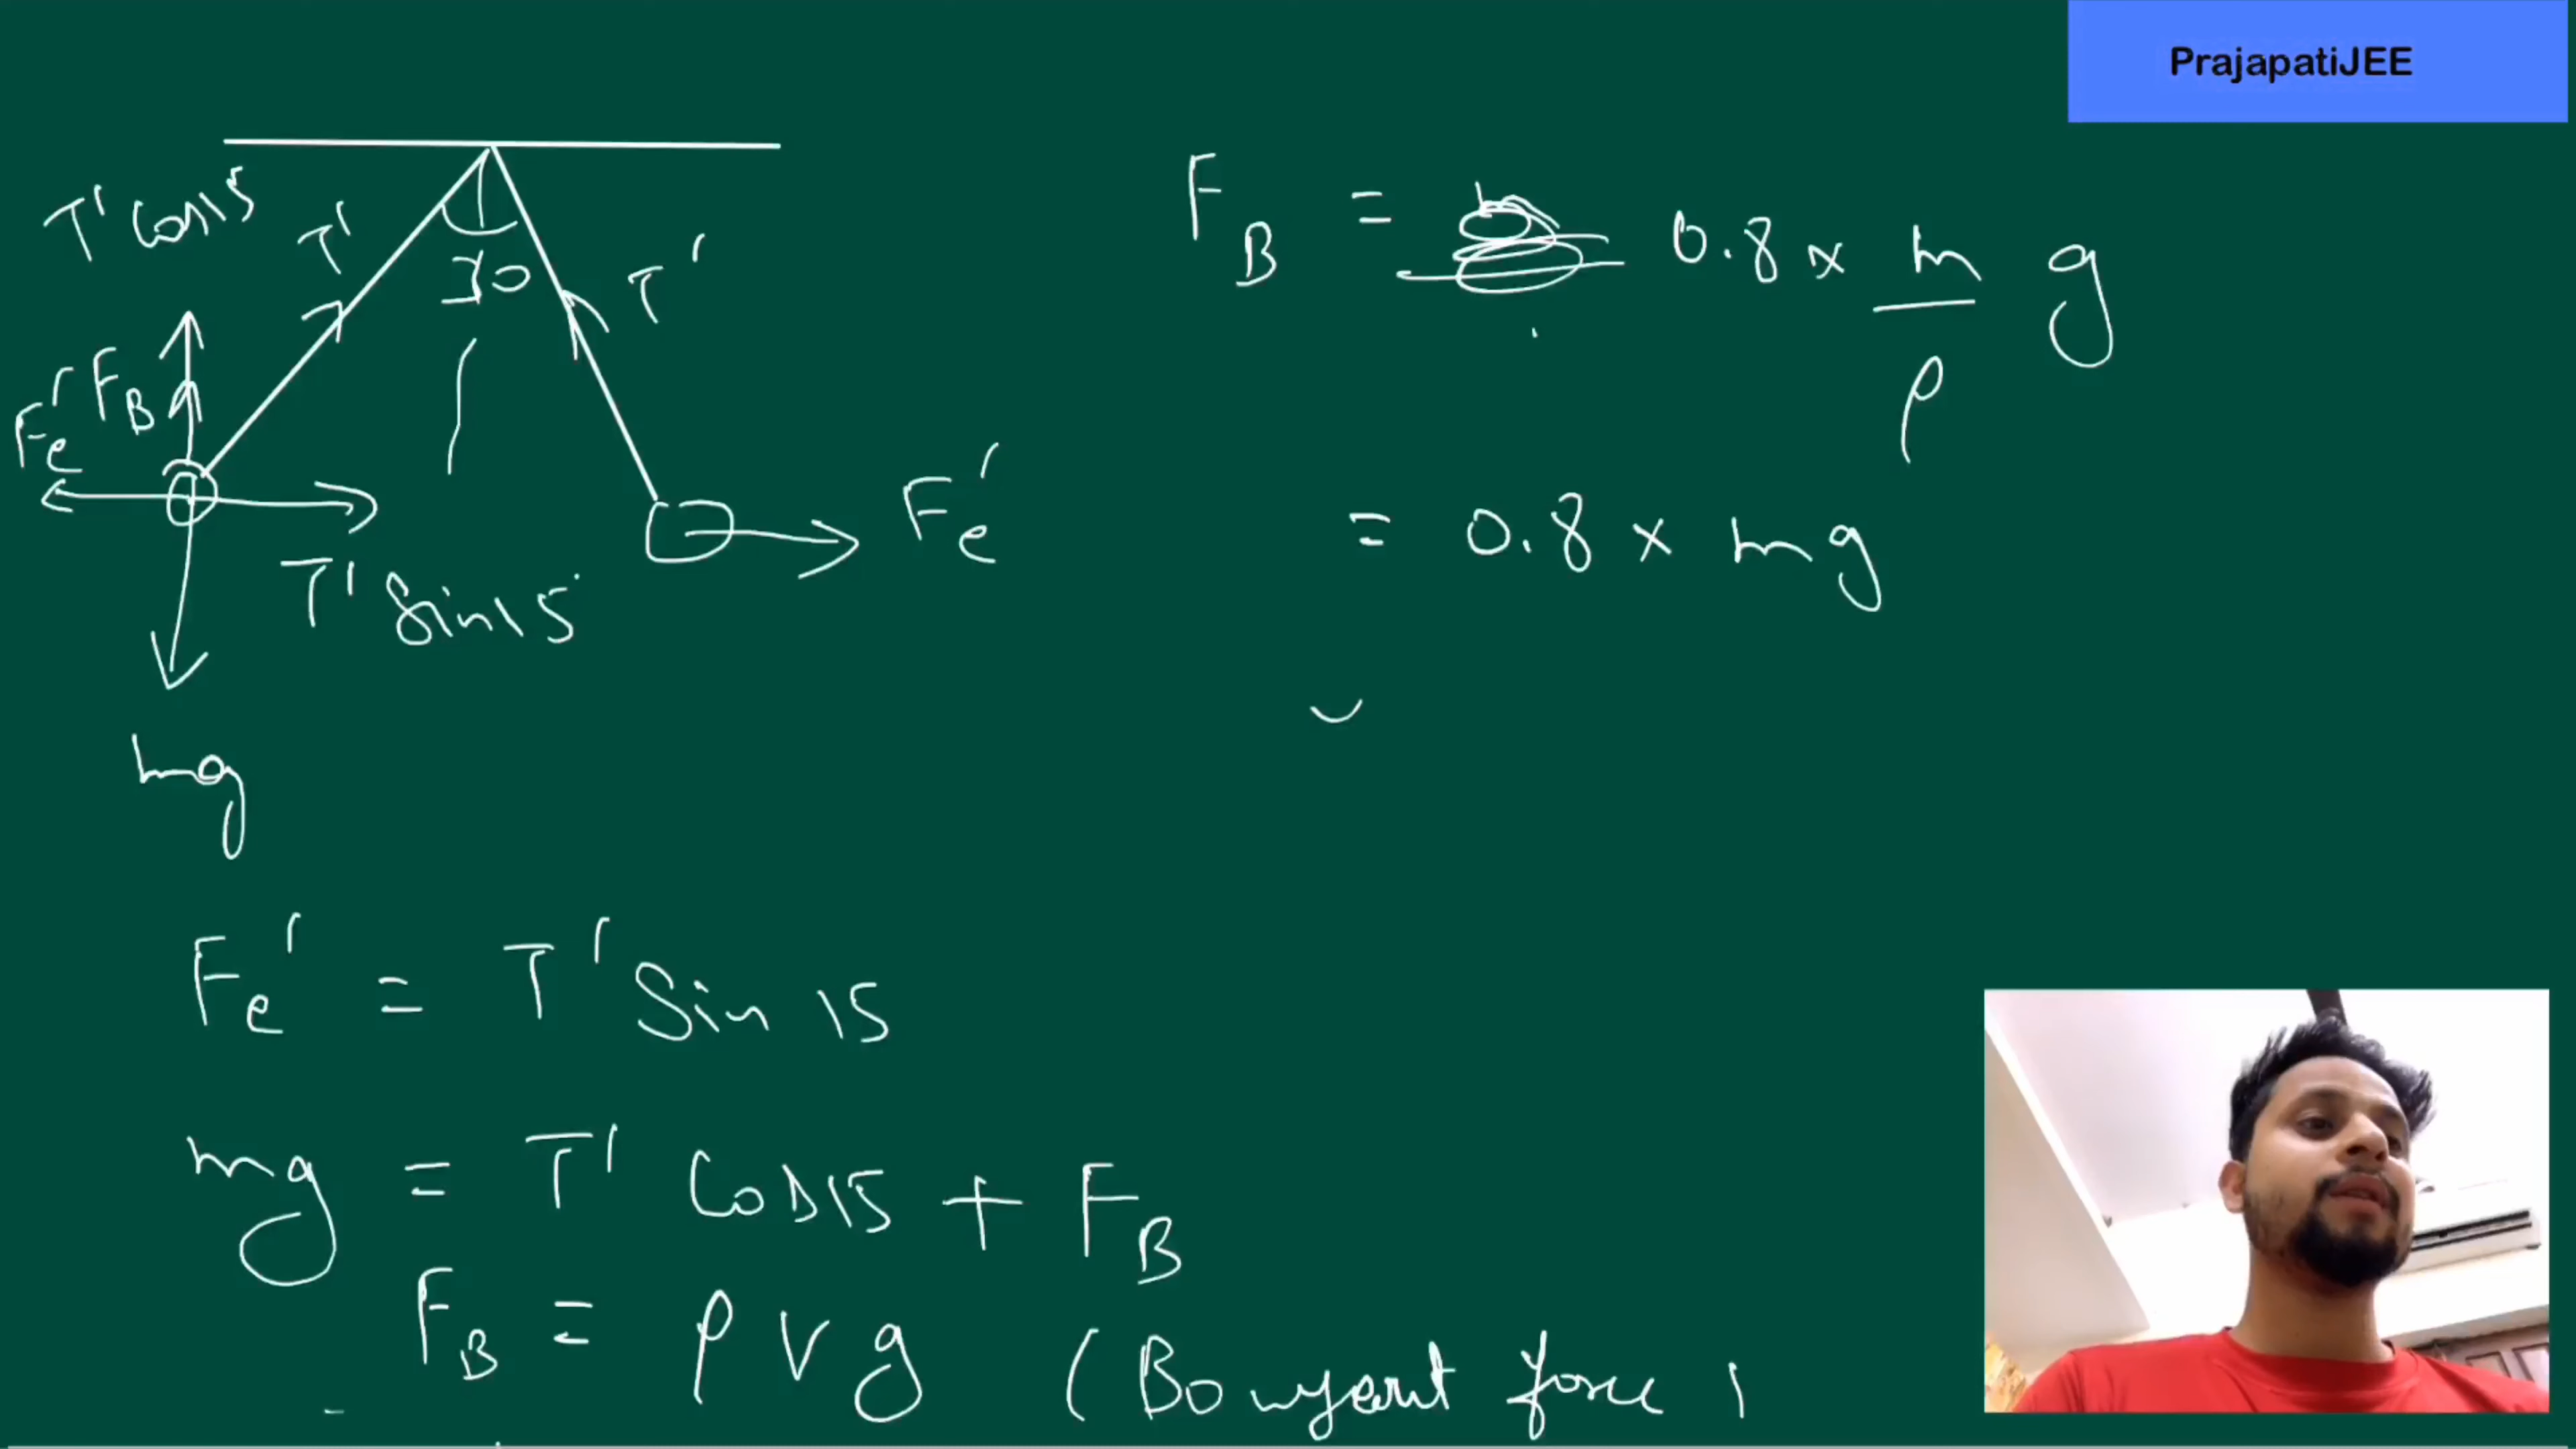 PrajapatiJEE
T' Cos15
T'
30
T'
Fe'
FB
Fe'
T' Sin15
mg
Fe' = T' Sin 15
mg = T' Cos15 + FB
FB = ρ v g (Bouyant force)
FB = 0.8 × m/ρ g
= 0.8 × mg